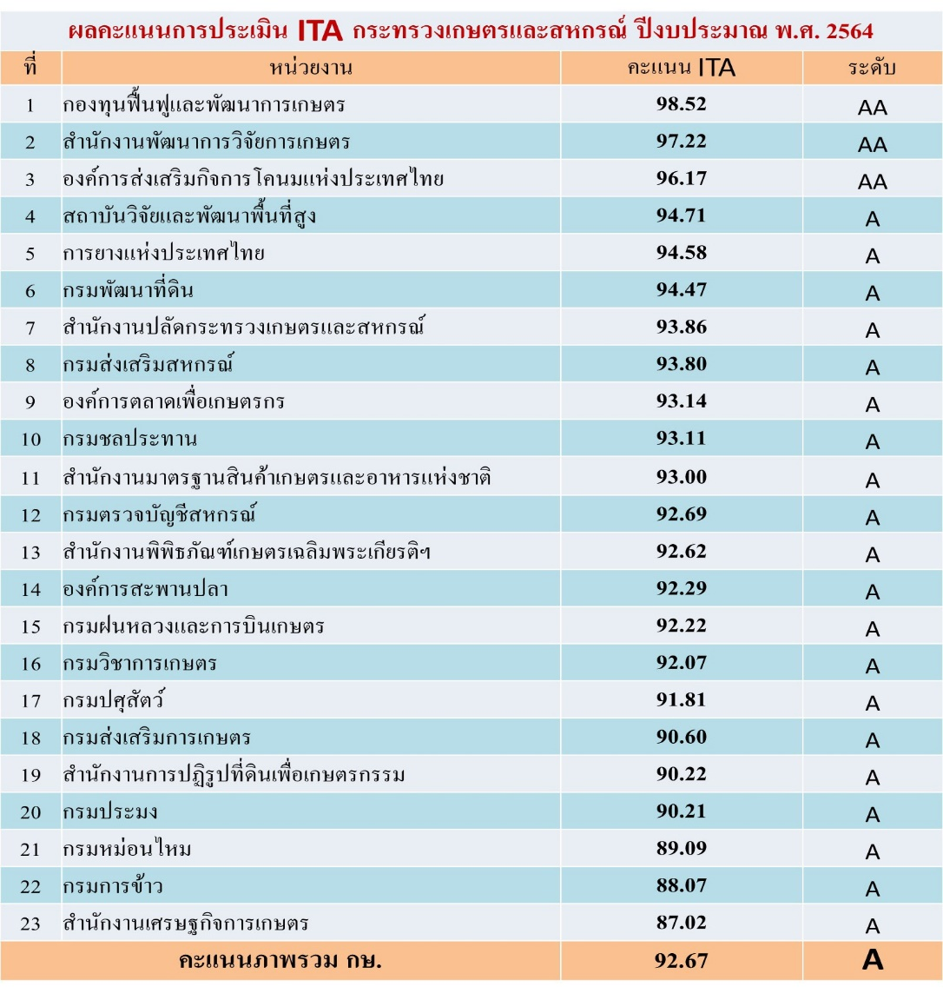 ผลคะแนนการประเมิน ITA กระทรวงเกษตรและสหกรณ์ ปีงบประมาณ พ.ศ. 2564
ที่ หน่วยงาน คะแนน ITA ระดับ
1 กองทุนฟื้นฟูและพัฒนาการเกษตร 98.52 AA
2 สำนักงานพัฒนาการวิจัยการเกษตร 97.22 AA
3 องค์การส่งเสริมกิจการโคนมแห่งประเทศไทย 96.17 AA
4 สถาบันวิจัยและพัฒนาพื้นที่สูง 94.71 A
5 การยางแห่งประเทศไทย 94.58 A
6 กรมพัฒนาที่ดิน 94.47 A
7 สำนักงานปลัดกระทรวงเกษตรและสหกรณ์ 93.86 A
8 กรมส่งเสริมสหกรณ์ 93.80 A
9 องค์การตลาดเพื่อเกษตรกร 93.14 A
10 กรมชลประทาน 93.11 A
11 สำนักงานมาตรฐานสินค้าเกษตรและอาหารแห่งชาติ 93.00 A
12 กรมตรวจบัญชีสหกรณ์ 92.69 A
13 สำนักงานพิพิธภัณฑ์เกษตรเฉลิมพระเกียรติฯ 92.62 A
14 องค์การสะพานปลา 92.29 A
15 กรมฝนหลวงและการบินเกษตร 92.22 A
16 กรมวิชาการเกษตร 92.07 A
17 กรมปศุสัตว์ 91.81 A
18 กรมส่งเสริมการเกษตร 90.60 A
19 สำนักงานการปฏิรูปที่ดินเพื่อเกษตรกรรม 90.22 A
20 กรมประมง 90.21 A
21 กรมหม่อนไหม 89.09 A
22 กรมการข้าว 88.07 A
23 สำนักงานเศรษฐกิจการเกษตร 87.02 A
คะแนนภาพรวม กษ. 92.67 A